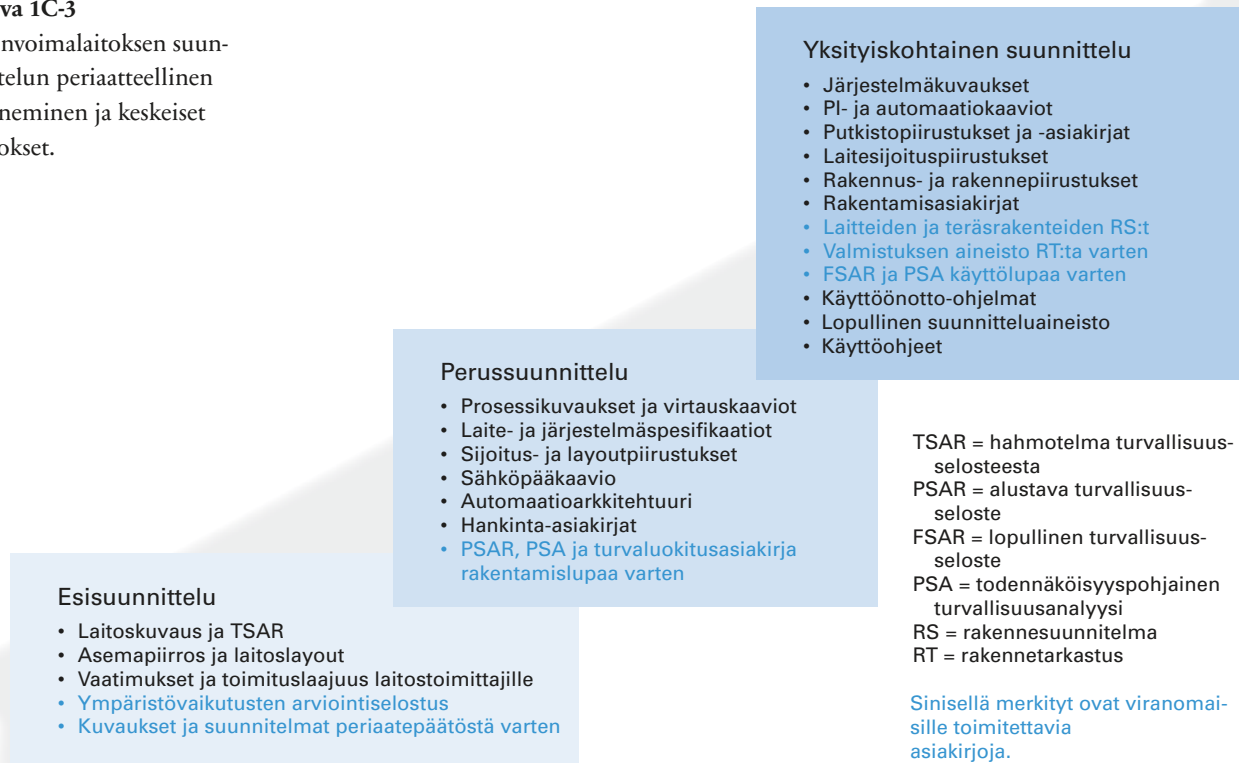 va 1C-3
nvoimalaitoksen suun-
telun periaatteellinen
neminen ja keskeiset
okset.
Yksityiskohtainen suunnittelu
• Järjestelmäkuvaukset
• PI- ja automaatiokaaviot
• Putkistopiirustukset ja -asiakirjat
• Laitesijoituspiirustukset
• Rakennus- ja rakennepiirustukset
• Rakentamisasiakirjat
• Laitteiden ja teräsrakenteiden RS:t
• Valmistuksen aineisto RT:ta varten
• FSAR ja PSA käyttölupaa varten
• Käyttöönotto-ohjelmat
• Lopullinen suunnitteluaineisto
• Käyttöohjeet
Perussuunnittelu
• Prosessikuvaukset ja virtauskaaviot
• Laite- ja järjestelmäspesifikaatiot
• Sijoitus- ja layoutpiirustukset
• Sähköpääkaavio
• Automaatioarkkitehtuuri
• Hankinta-asiakirjat
• PSAR, PSA ja turvaluokitusasiakirja
rakentamislupaa varten
Esisuunnittelu
• Laitoskuvaus ja TSAR
• Asemapiirros ja laitoslayout
• Vaatimukset ja toimituslaajuus laitostoimittajille
• Ympäristövaikutusten arviointiselostus
• Kuvaukset ja suunnitelmat periaatepäätöstä varten
TSAR = hahmotelma turvallisuus-
selosteesta
PSAR = alustava turvallisuus-
seloste
FSAR = lopullinen turvallisuus-
seloste
PSA = todennäköisyyspohjainen
turvallisuusanalyysi
RS = rakennesuunnitelma
RT = rakennetarkastus
Sinisellä merkityt ovat viranomai-
sille toimitettavia
asiakirjoja.